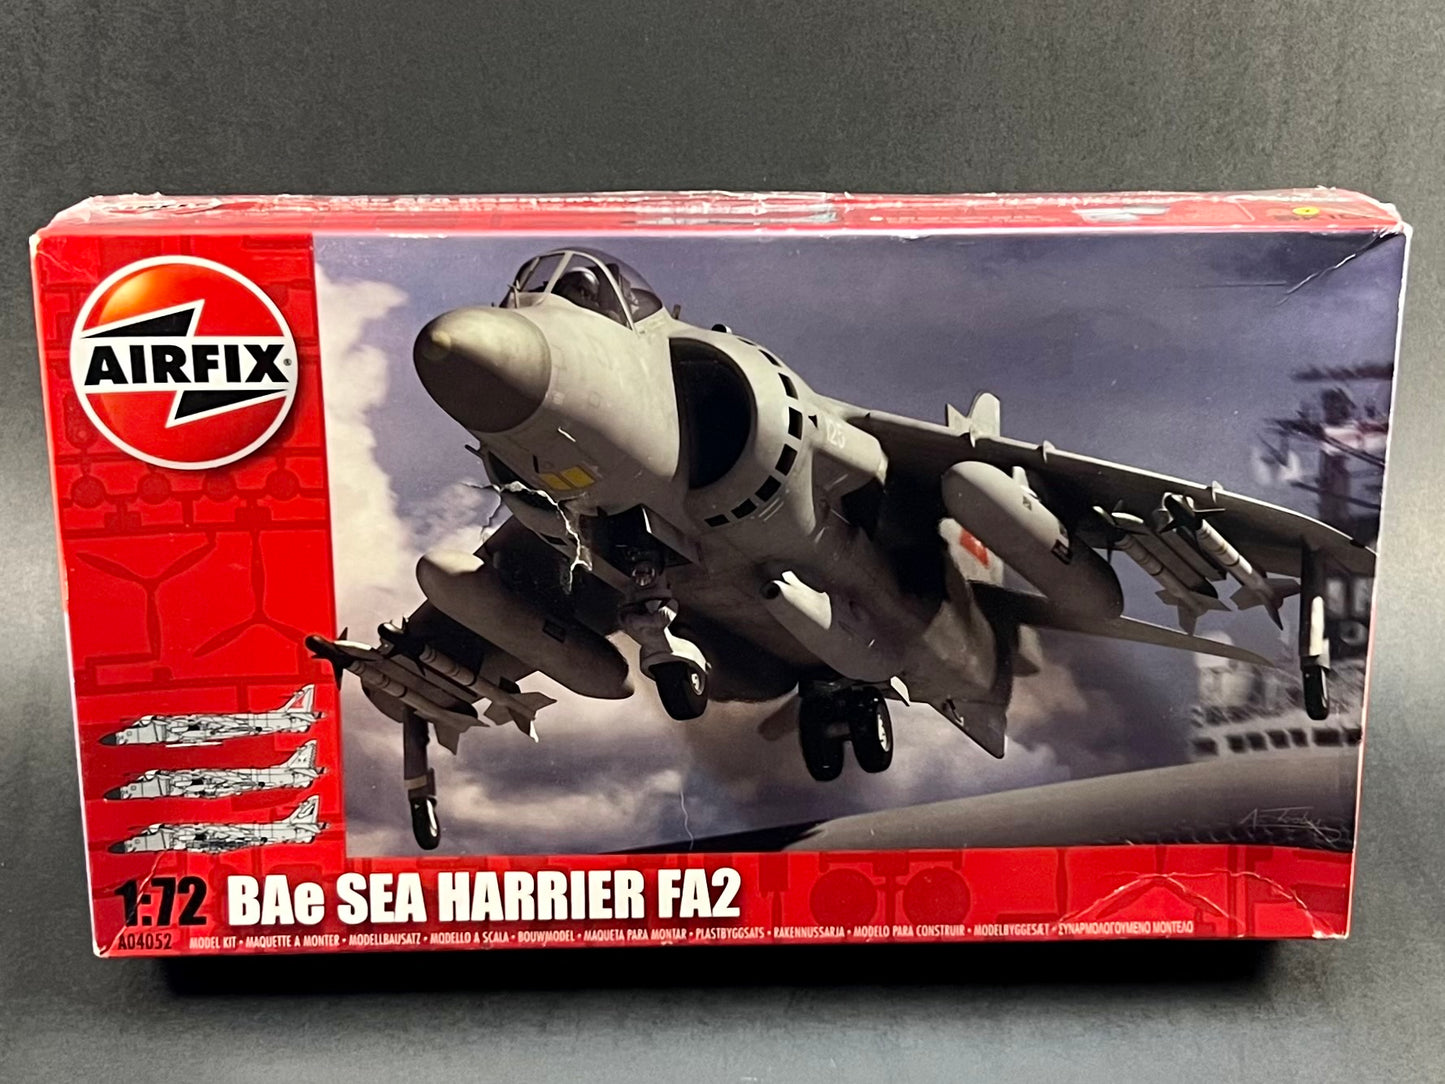 AIRFIX
125
1:72 BAe SEA HARRIER FA2
A04052 MODEL KIT • MAQUETTE A MONTER • MODELLBAUSATZ • MODELLO A SCALA • BOUWMODEL • MAQUETA PARA MONTAR • PLASTBYGGSATS • RAKENNUSSARJA • MODELO PARA CONSTRUIR • MODELBYGGESÆT • ΣΥΝΑΡΜΟΛΟΓΟΥΜΕΝΟ ΜΟΝΤΕΛΟ